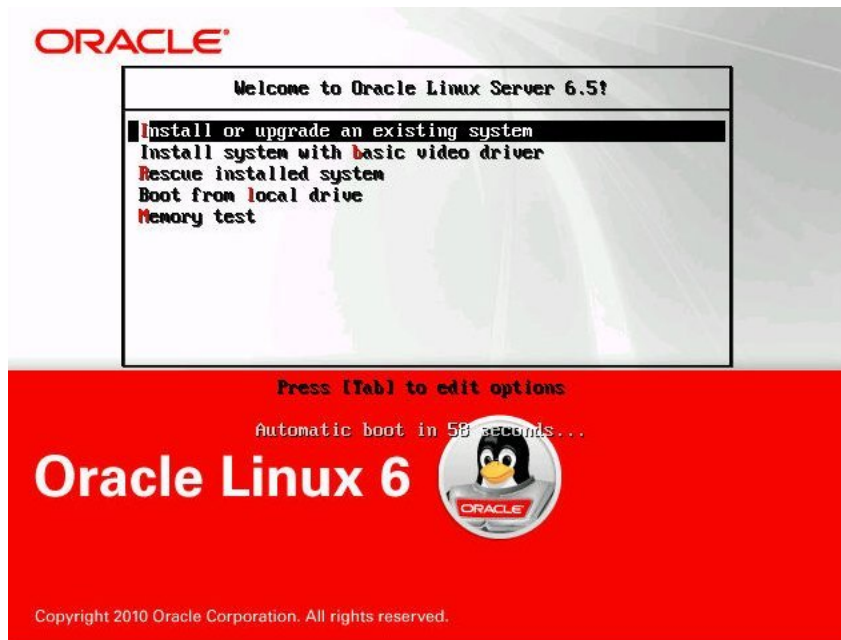 ORACLE®
Welcome to Oracle Linux Server 6.5!
Install or upgrade an existing system
Install system with basic video driver
Rescue installed system
Boot from local drive
Memory test
Press [Tab] to edit options
Automatic boot in 58 seconds...
Oracle Linux 6
ORACLE
Copyright 2010 Oracle Corporation. All rights reserved.